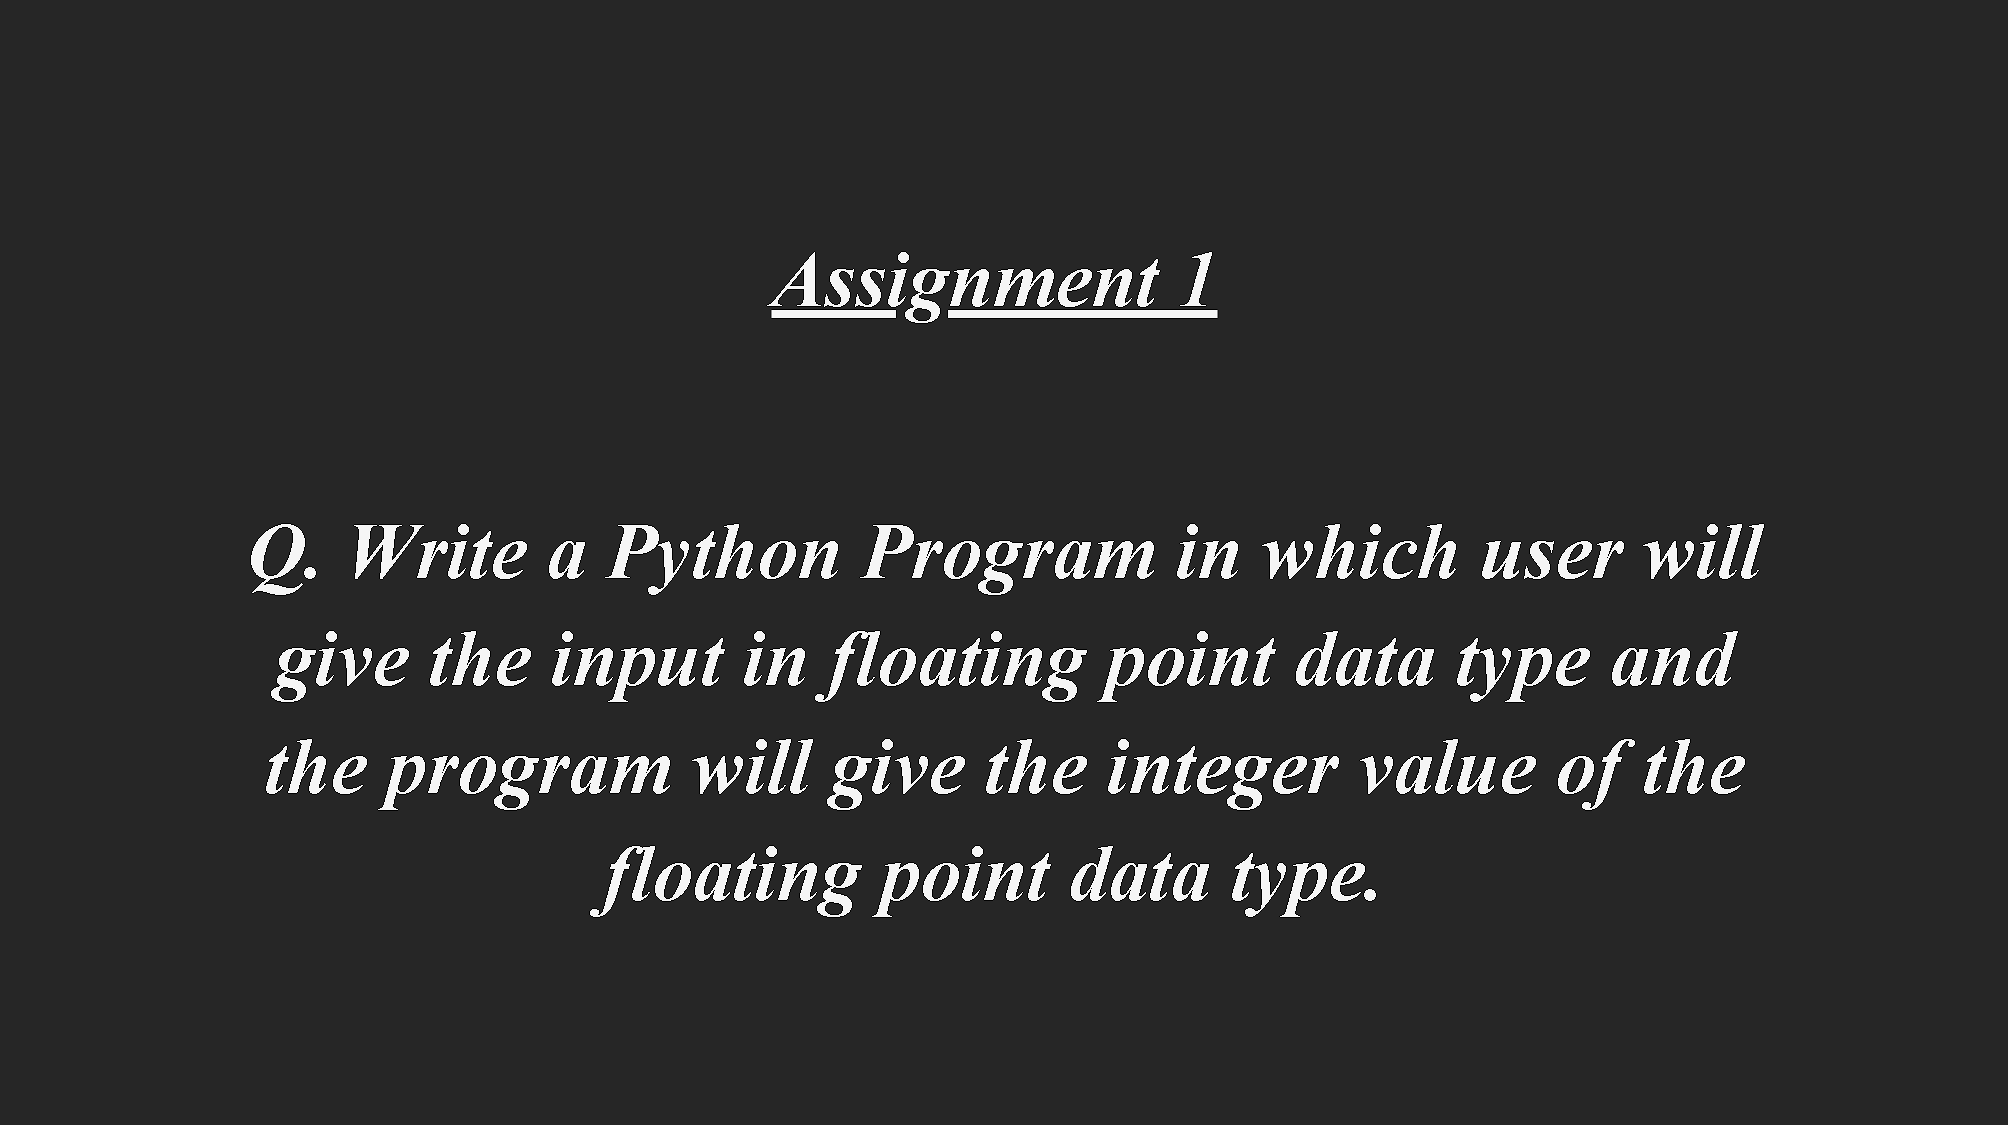 Assignment 1
Q. Write a Python Program in which user will
give the input in floating point data type and
the program will give the integer value of the
floating point data type.